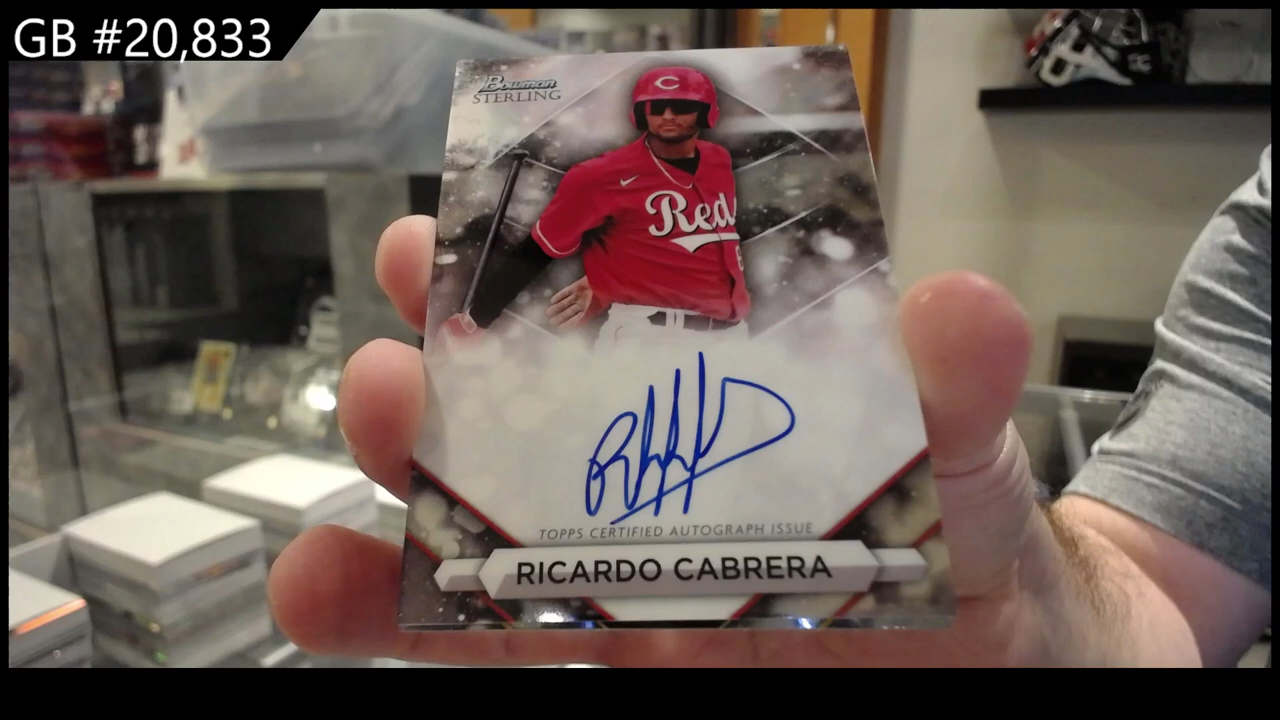 GB #20,833
Bowman
STERLING
C
Reds
TOPPS CERTIFIED AUTOGRAPH ISSUE
RICARDO CABRERA